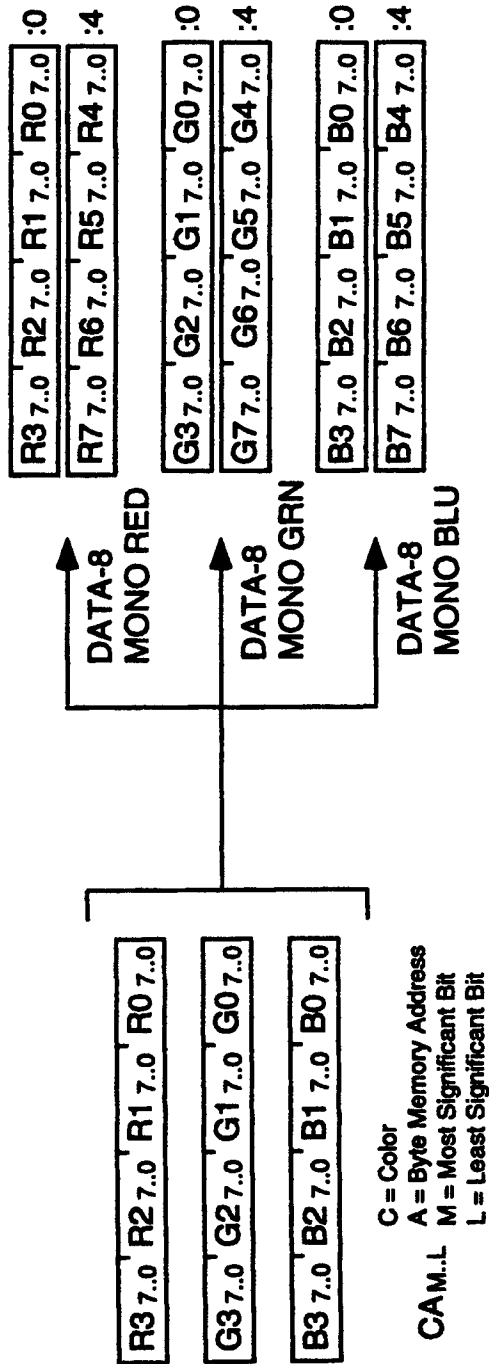 R3 7..0 R2 7..0 R1 7..0 R0 7..0
G3 7..0 G2 7..0 G1 7..0 G0 7..0
B3 7..0 B2 7..0 B1 7..0 B0 7..0
CA M..L
C = Color
A = Byte Memory Address
M = Most Significant Bit
L = Least Significant Bit
DATA-8
MONO RED
R3 7..0 R2 7..0 R1 7..0 R0 7..0 :0
R7 7..0 R6 7..0 R5 7..0 R4 7..0 :4
DATA-8
MONO GRN
G3 7..0 G2 7..0 G1 7..0 G0 7..0 :0
G7 7..0 G6 7..0 G5 7..0 G4 7..0 :4
DATA-8
MONO BLU
B3 7..0 B2 7..0 B1 7..0 B0 7..0 :0
B7 7..0 B6 7..0 B5 7..0 B4 7..0 :4